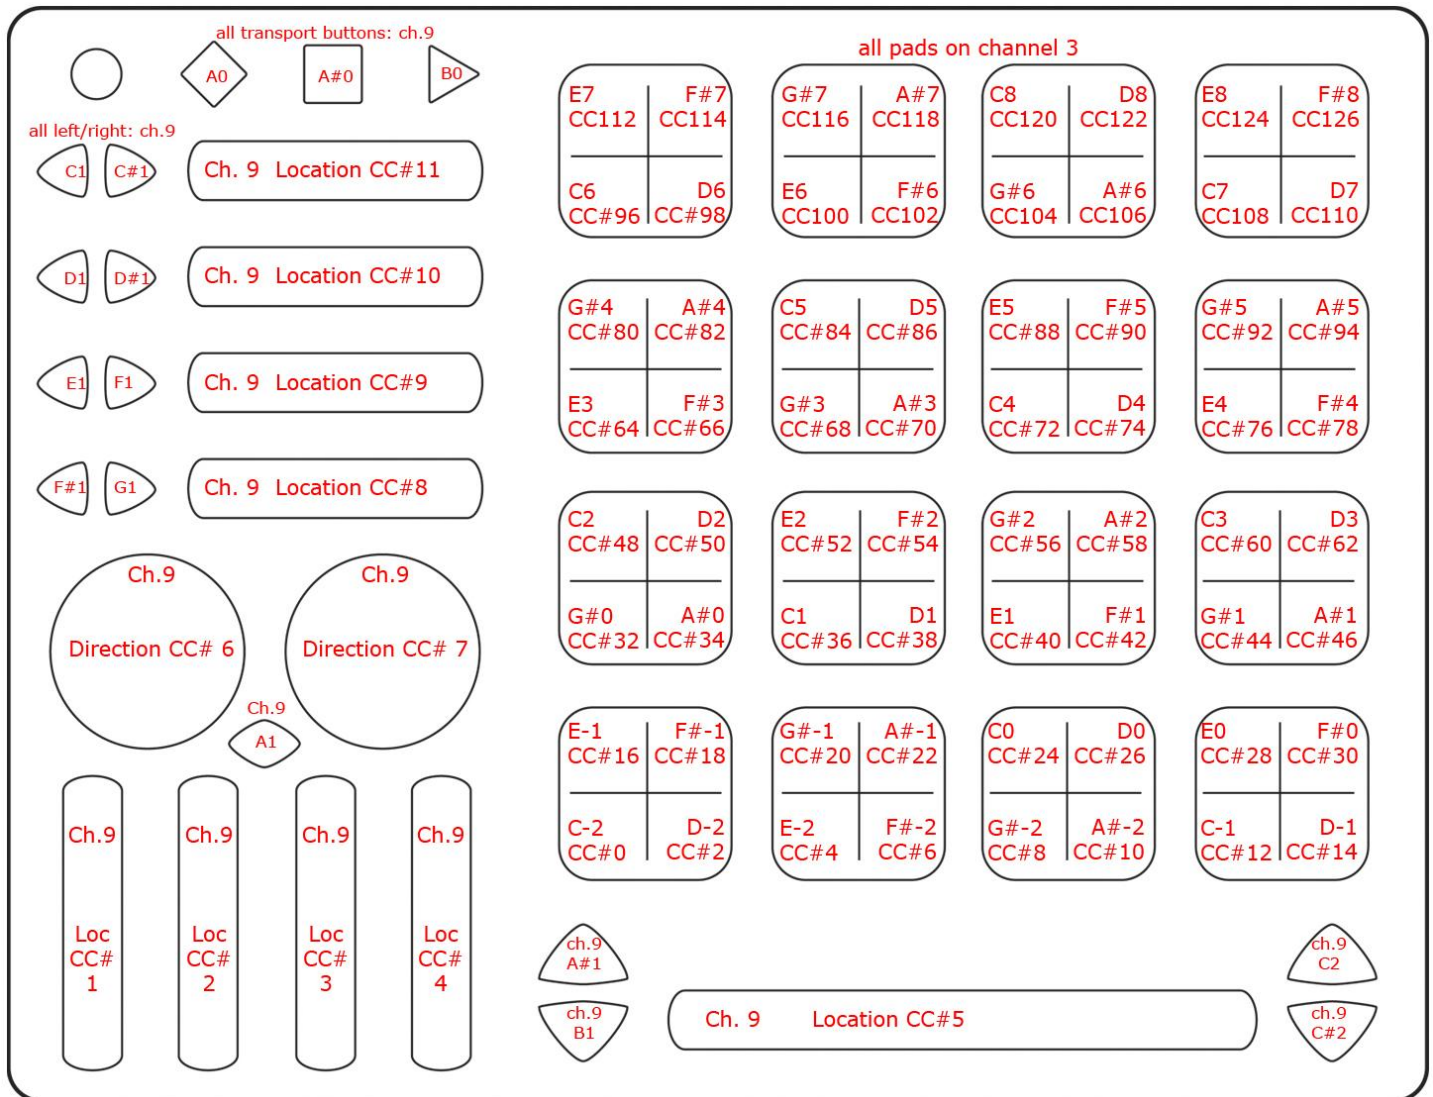 all transport buttons: ch.9
A0
A#0
B0
all left/right: ch.9
C1 C#1
Ch. 9 Location CC#11
D1 D#1
Ch. 9 Location CC#10
E1 F1
Ch. 9 Location CC#9
F#1 G1
Ch. 9 Location CC#8
Ch.9
Direction CC# 6
Ch.9
Direction CC# 7
Ch.9
A1
Ch.9
Loc
CC#
1
Ch.9
Loc
CC#
2
Ch.9
Loc
CC#
3
Ch.9
Loc
CC#
4
all pads on channel 3
E7 F#7
CC112 CC114
C6 D6
CC#96 CC#98
G#7 A#7
CC116 CC118
E6 F#6
CC100 CC102
C8 D8
CC120 CC122
G#6 A#6
CC104 CC106
E8 F#8
CC124 CC126
C7 D7
CC108 CC110
G#4 A#4
CC#80 CC#82
E3 F#3
CC#64 CC#66
C5 D5
CC#84 CC#86
G#3 A#3
CC#68 CC#70
E5 F#5
CC#88 CC#90
C4 D4
CC#72 CC#74
G#5 A#5
CC#92 CC#94
E4 F#4
CC#76 CC#78
C2 D2
CC#48 CC#50
G#0 A#0
CC#32 CC#34
E2 F#2
CC#52 CC#54
C1 D1
CC#36 CC#38
G#2 A#2
CC#56 CC#58
E1 F#1
CC#40 CC#42
C3 D3
CC#60 CC#62
G#1 A#1
CC#44 CC#46
E-1 F#-1
CC#16 CC#18
C-2 D-2
CC#0 CC#2
G#-1 A#-1
CC#20 CC#22
E-2 F#-2
CC#4 CC#6
C0 D0
CC#24 CC#26
G#-2 A#-2
CC#8 CC#10
E0 F#0
CC#28 CC#30
C-1 D-1
CC#12 CC#14
ch.9
A#1
ch.9
B1
Ch. 9 Location CC#5
ch.9
C2
ch.9
C#2